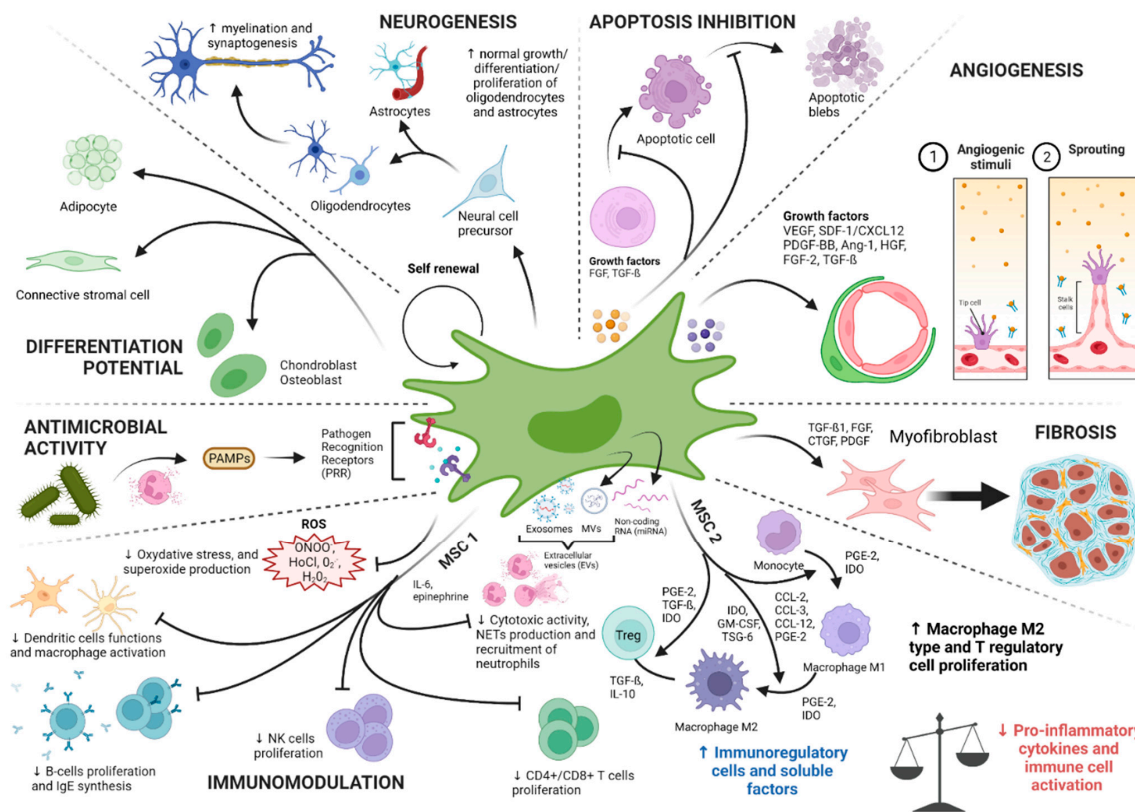 NEUROGENESIS
↑ myelination and
synaptogenesis
Astrocytes
↑ normal growth/
differentiation/
proliferation of
oligodendrocytes
and astrocytes
Oligodendrocytes
Neural cell
precursor
APOPTOSIS INHIBITION
Apoptotic cell
Apoptotic
blebs
Growth factors
FGF, TGF-ß
ANGIOGENESIS
1
Angiogenic
stimuli
2
Sprouting
Growth factors
VEGF, SDF-1/CXCL12
PDGF-BB, Ang-1, HGF,
FGF-2, TGF-ß
Tip cell
Stalk
cells
Adipocyte
Connective stromal cell
Self renewal
DIFFERENTIATION
POTENTIAL
Chondroblast
Osteoblast
ANTIMICROBIAL
ACTIVITY
PAMPs
Pathogen
Recognition
Receptors
(PRR)
TGF-ß1, FGF,
CTGF, PDGF
Myofibroblast
FIBROSIS
ROS
ONOO⁻,
HoCl, O₂⁻,
H₂O₂
↓ Oxydative stress, and
superoxide production
MSC 1
Exosomes
MVs
Non-coding
RNA (miRNA)
Extracellular
vesicles (EVs)
IL-6,
epinephrine
↓ Cytotoxic activity,
NETs production and
recruitment of
neutrophils
↓ Dendritic cells functions
and macrophage activation
↓ B-cells proliferation
and IgE synthesis
↓ NK cells
proliferation
↓ CD4+/CD8+ T cells
proliferation
IMMUNOMODULATION
MSC 2
Monocyte
PGE-2,
IDO
PGE-2,
TGF-ß,
IDO
IDO,
GM-CSF,
TSG-6
CCL-2,
CCL-3,
CCL-12,
PGE-2
Treg
Macrophage M1
TGF-ß,
IL-10
Macrophage M2
PGE-2,
IDO
↑ Macrophage M2
type and T regulatory
cell proliferation
↑ Immunoregulatory
cells and soluble
factors
↓ Pro-inflammatory
cytokines and
immune cell
activation